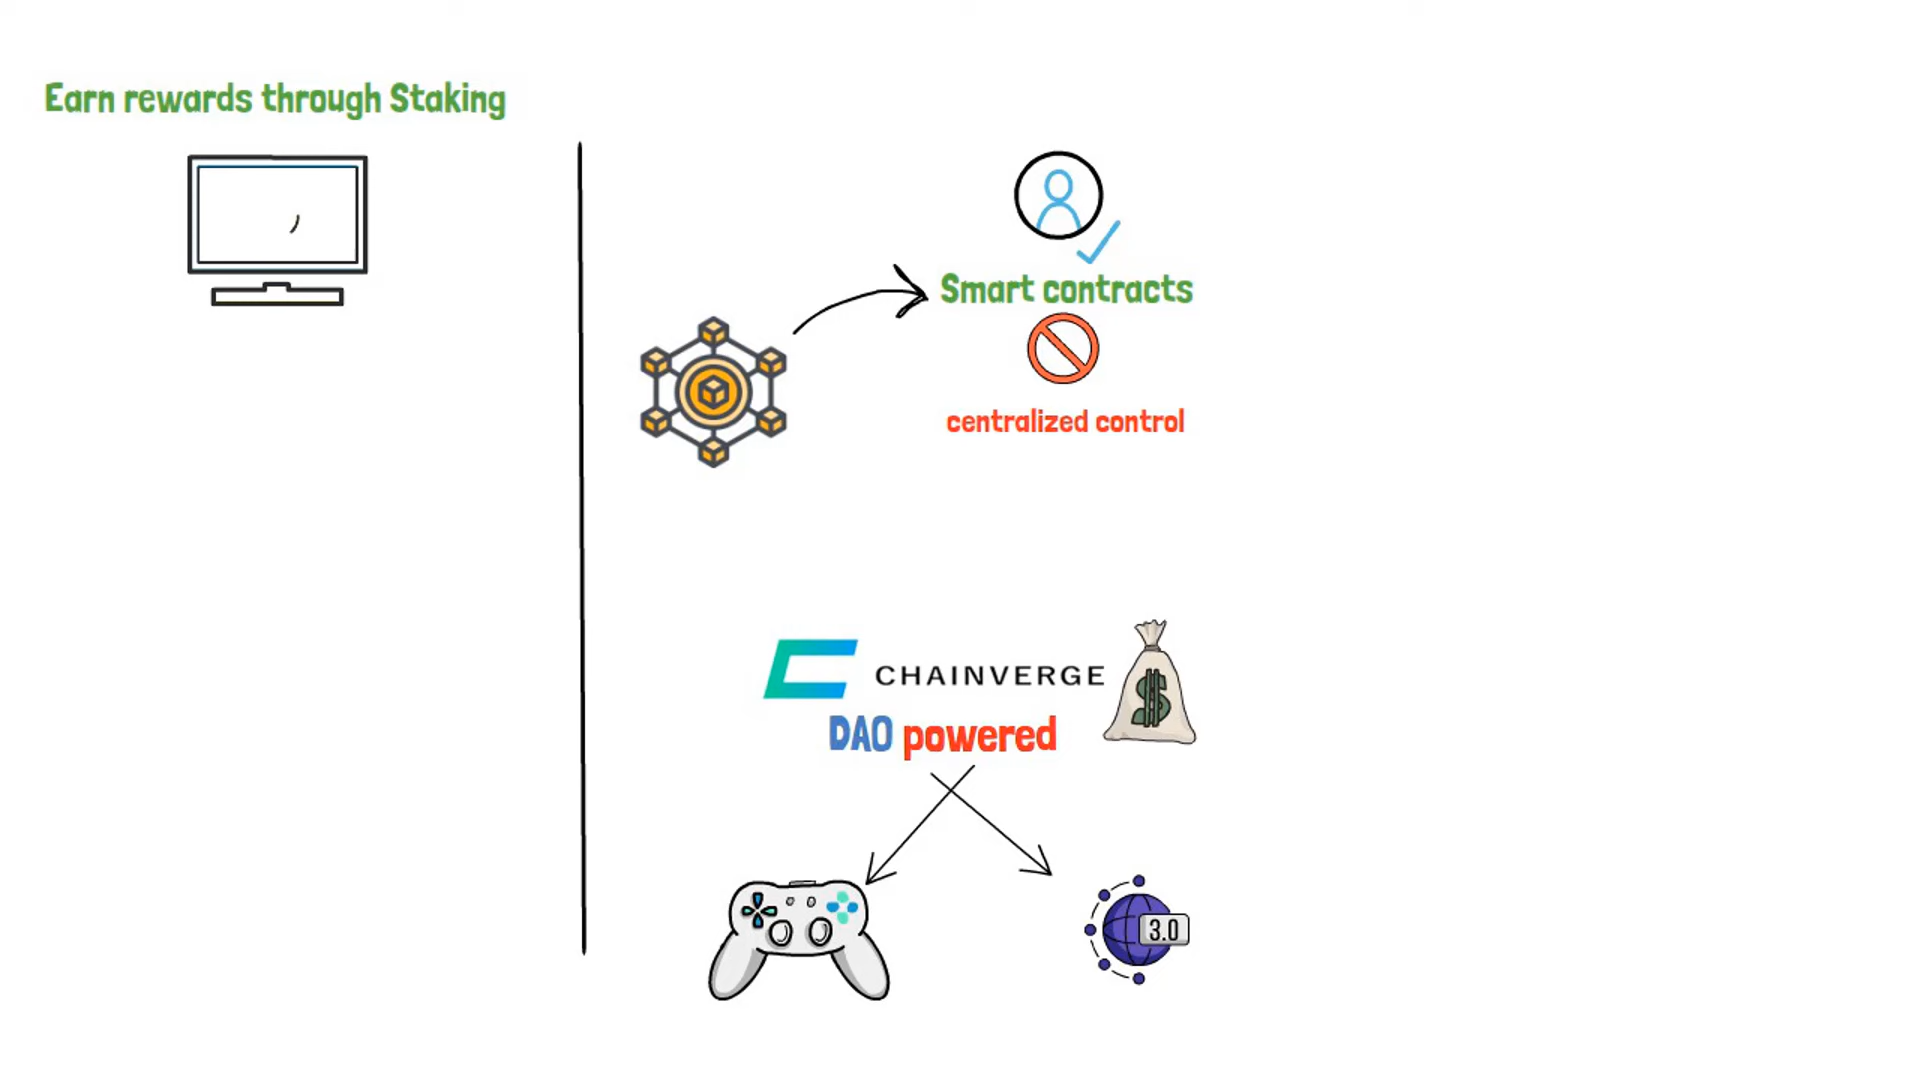 Earn rewards through Staking
Smart contracts
centralized control
CHAINVERGE
DAO powered
3.0